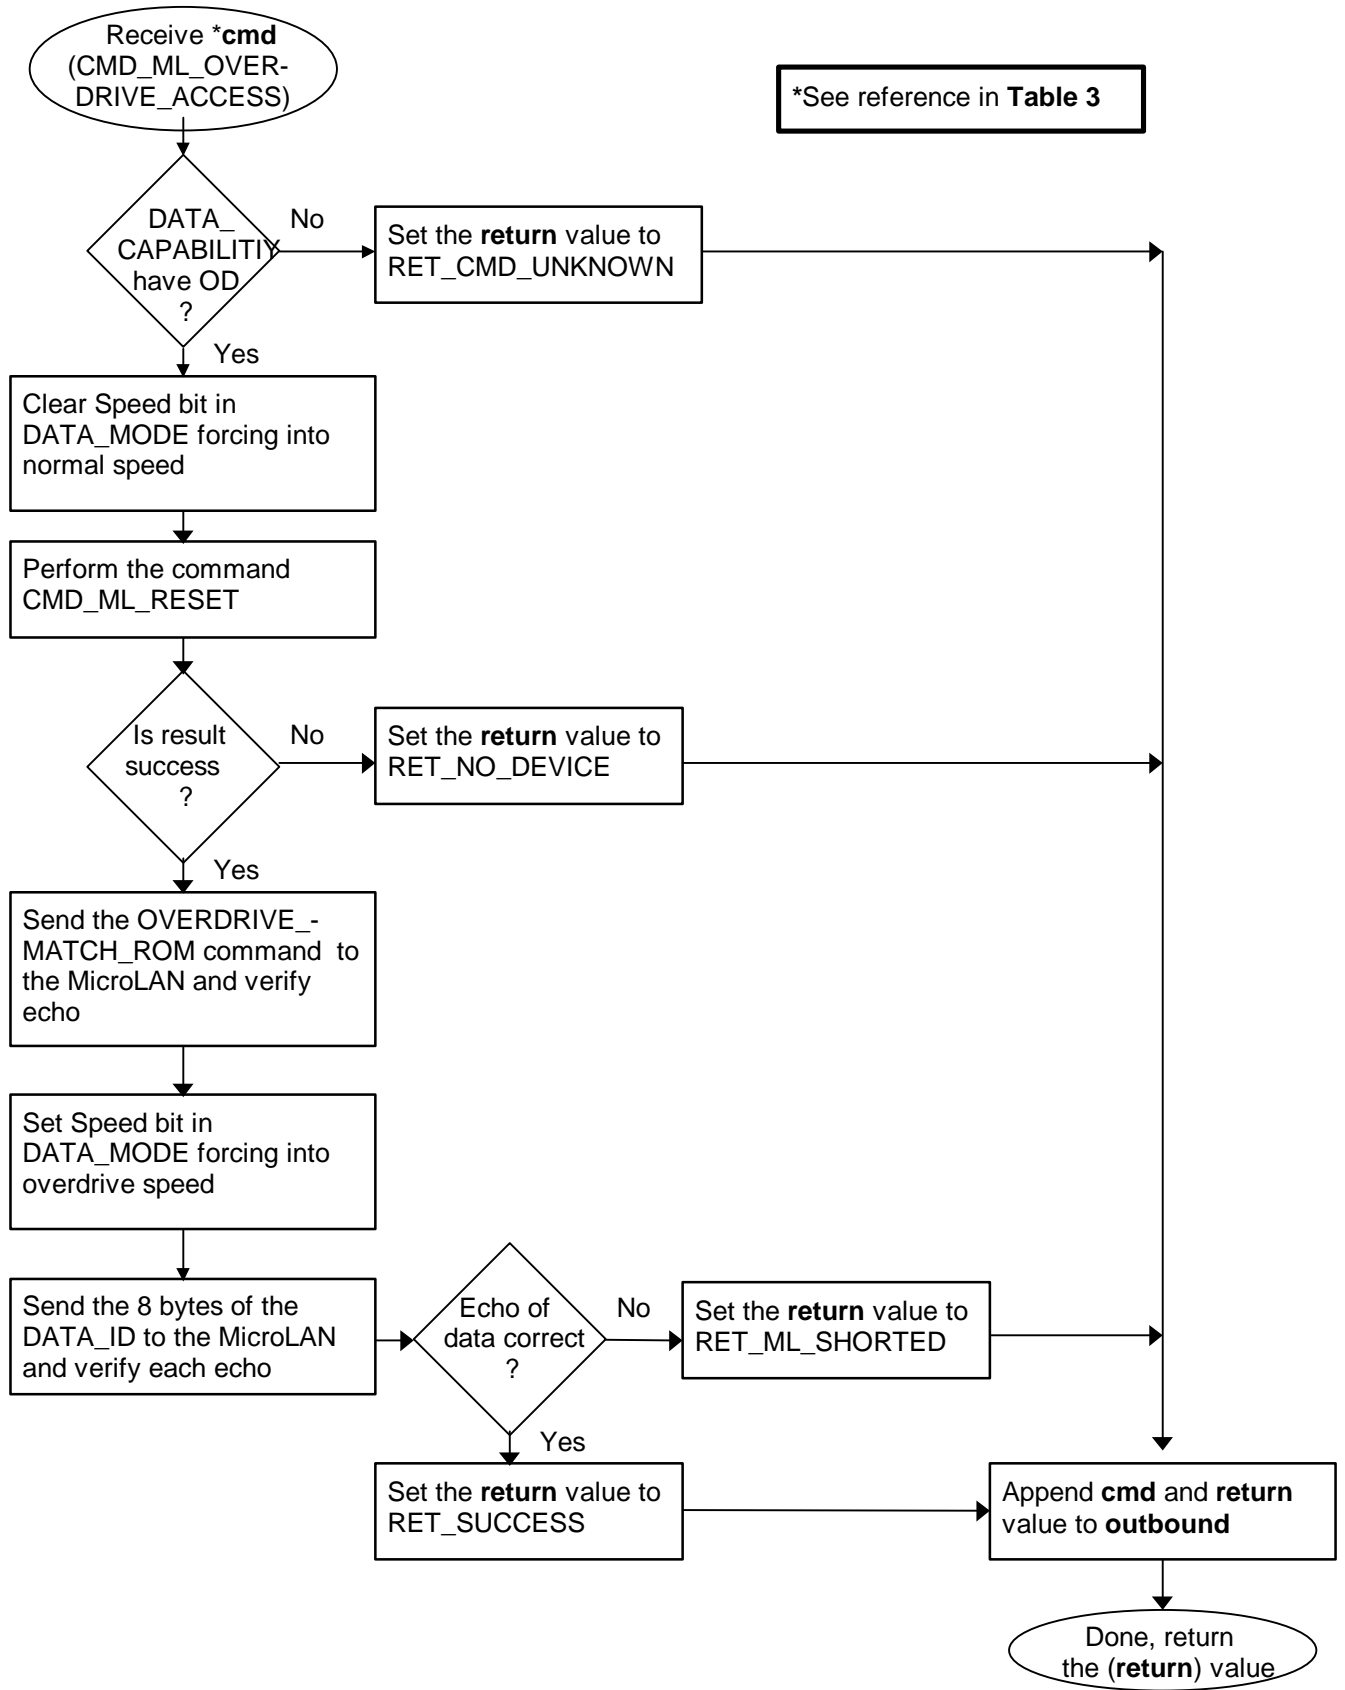 Receive *cmd
(CMD_ML_OVER-
DRIVE_ACCESS)
*See reference in Table 3
DATA_
CAPABILITIY
have OD
?
No
Set the return value to
RET_CMD_UNKNOWN
Yes
Clear Speed bit in
DATA_MODE forcing into
normal speed
Perform the command
CMD_ML_RESET
Is result
success
?
No
Set the return value to
RET_NO_DEVICE
Yes
Send the OVERDRIVE_-
MATCH_ROM command to
the MicroLAN and verify
echo
Set Speed bit in
DATA_MODE forcing into
overdrive speed
Send the 8 bytes of the
DATA_ID to the MicroLAN
and verify each echo
Echo of
data correct
?
No
Set the return value to
RET_ML_SHORTED
Yes
Set the return value to
RET_SUCCESS
Append cmd and return
value to outbound
Done, return
the (return) value